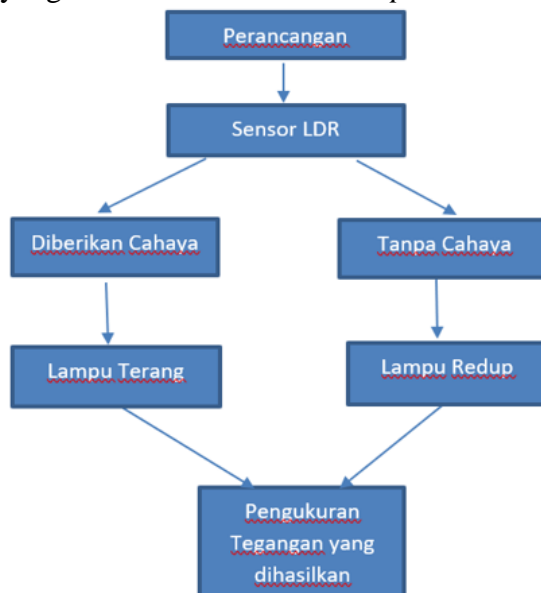 Perancangan
Sensor LDR
Diberikan Cahaya
Tanpa Cahaya
Lampu Terang
Lampu Redup
Pengukuran
Tegangan yang
dihasilkan